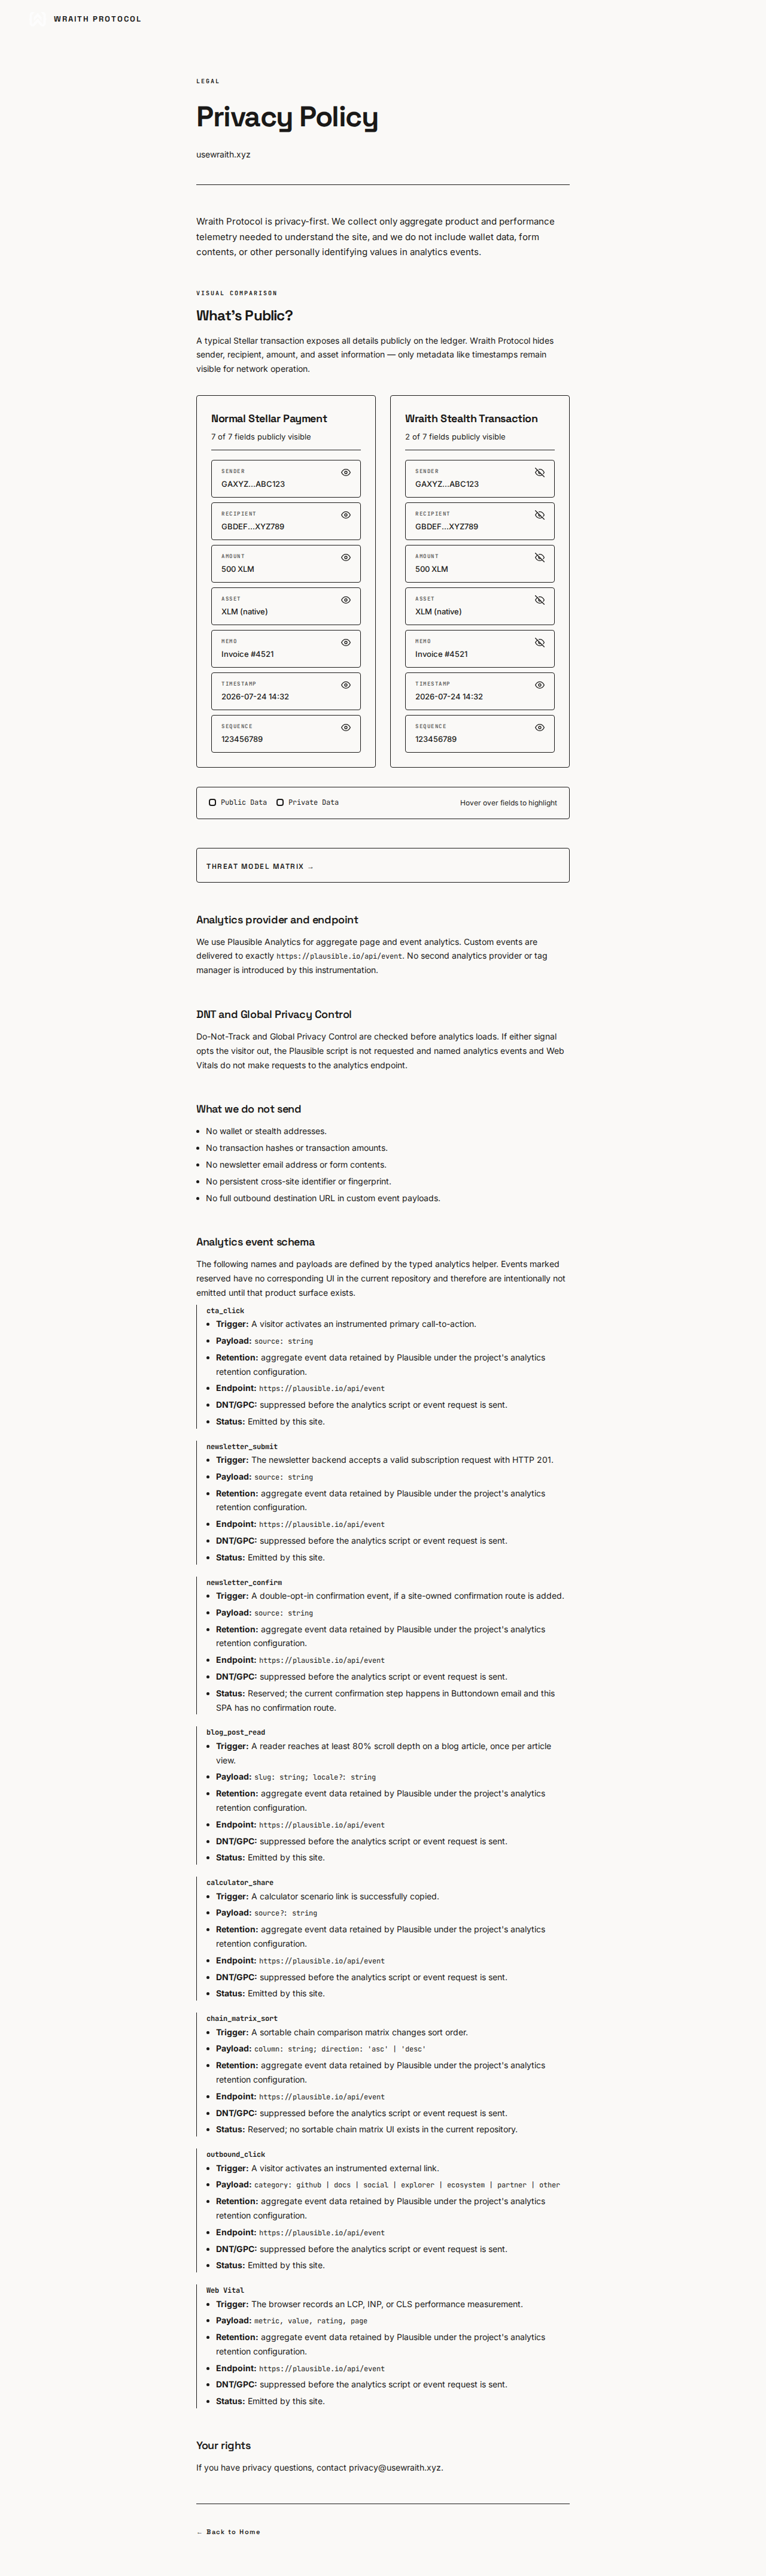 WRAITH PROTOCOL
LEGAL
Privacy Policy
usewraith.xyz
Wraith Protocol is privacy-first. We collect only aggregate product and performance
telemetry needed to understand the site, and we do not include wallet data, form
contents, or other personally identifying values in analytics events.
VISUAL COMPARISON
What's Public?
A typical Stellar transaction exposes all details publicly on the ledger. Wraith Protocol hides
sender, recipient, amount, and asset information — only metadata like timestamps remain
visible for network operation.
Normal Stellar Payment
7 of 7 fields publicly visible
SENDER
GAXYZ...ABC123
RECIPIENT
GBDEF...XYZ789
AMOUNT
500 XLM
ASSET
XLM (native)
MEMO
Invoice #4521
TIMESTAMP
2026-07-24 14:32
SEQUENCE
123456789
Wraith Stealth Transaction
2 of 7 fields publicly visible
SENDER
GAXYZ...ABC123
RECIPIENT
GBDEF...XYZ789
AMOUNT
500 XLM
ASSET
XLM (native)
MEMO
Invoice #4521
TIMESTAMP
2026-07-24 14:32
SEQUENCE
123456789
Public Data Private Data Hover over fields to highlight
THREAT MODEL MATRIX →
Analytics provider and endpoint
We use Plausible Analytics for aggregate page and event analytics. Custom events are
delivered to exactly https://plausible.io/api/event. No second analytics provider or tag
manager is introduced by this instrumentation.
DNT and Global Privacy Control
Do-Not-Track and Global Privacy Control are checked before analytics loads. If either signal
opts the visitor out, the Plausible script is not requested and named analytics events and Web
Vitals do not make requests to the analytics endpoint.
What we do not send
• No wallet or stealth addresses.
• No transaction hashes or transaction amounts.
• No newsletter email address or form contents.
• No persistent cross-site identifier or fingerprint.
• No full outbound destination URL in custom event payloads.
Analytics event schema
The following names and payloads are defined by the typed analytics helper. Events marked
reserved have no corresponding UI in the current repository and therefore are intentionally not
emitted until that product surface exists.
cta_click
• Trigger: A visitor activates an instrumented primary call-to-action.
• Payload: source: string
• Retention: aggregate event data retained by Plausible under the project's analytics
retention configuration.
• Endpoint: https://plausible.io/api/event
• DNT/GPC: suppressed before the analytics script or event request is sent.
• Status: Emitted by this site.
newsletter_submit
• Trigger: The newsletter backend accepts a valid subscription request with HTTP 201.
• Payload: source: string
• Retention: aggregate event data retained by Plausible under the project's analytics
retention configuration.
• Endpoint: https://plausible.io/api/event
• DNT/GPC: suppressed before the analytics script or event request is sent.
• Status: Emitted by this site.
newsletter_confirm
• Trigger: A double-opt-in confirmation event, if a site-owned confirmation route is added.
• Payload: source: string
• Retention: aggregate event data retained by Plausible under the project's analytics
retention configuration.
• Endpoint: https://plausible.io/api/event
• DNT/GPC: suppressed before the analytics script or event request is sent.
• Status: Reserved; the current confirmation step happens in Buttondown email and this
SPA has no confirmation route.
blog_post_read
• Trigger: A reader reaches at least 80% scroll depth on a blog article, once per article
view.
• Payload: slug: string; locale?: string
• Retention: aggregate event data retained by Plausible under the project's analytics
retention configuration.
• Endpoint: https://plausible.io/api/event
• DNT/GPC: suppressed before the analytics script or event request is sent.
• Status: Emitted by this site.
calculator_share
• Trigger: A calculator scenario link is successfully copied.
• Payload: source?: string
• Retention: aggregate event data retained by Plausible under the project's analytics
retention configuration.
• Endpoint: https://plausible.io/api/event
• DNT/GPC: suppressed before the analytics script or event request is sent.
• Status: Emitted by this site.
chain_matrix_sort
• Trigger: A sortable chain comparison matrix changes sort order.
• Payload: column: string; direction: 'asc' | 'desc'
• Retention: aggregate event data retained by Plausible under the project's analytics
retention configuration.
• Endpoint: https://plausible.io/api/event
• DNT/GPC: suppressed before the analytics script or event request is sent.
• Status: Reserved; no sortable chain matrix UI exists in the current repository.
outbound_click
• Trigger: A visitor activates an instrumented external link.
• Payload: category: github | docs | social | explorer | ecosystem | partner | other
• Retention: aggregate event data retained by Plausible under the project's analytics
retention configuration.
• Endpoint: https://plausible.io/api/event
• DNT/GPC: suppressed before the analytics script or event request is sent.
• Status: Emitted by this site.
Web Vital
• Trigger: The browser records an LCP, INP, or CLS performance measurement.
• Payload: metric, value, rating, page
• Retention: aggregate event data retained by Plausible under the project's analytics
retention configuration.
• Endpoint: https://plausible.io/api/event
• DNT/GPC: suppressed before the analytics script or event request is sent.
• Status: Emitted by this site.
Your rights
If you have privacy questions, contact privacy@usewraith.xyz.
← Back to Home